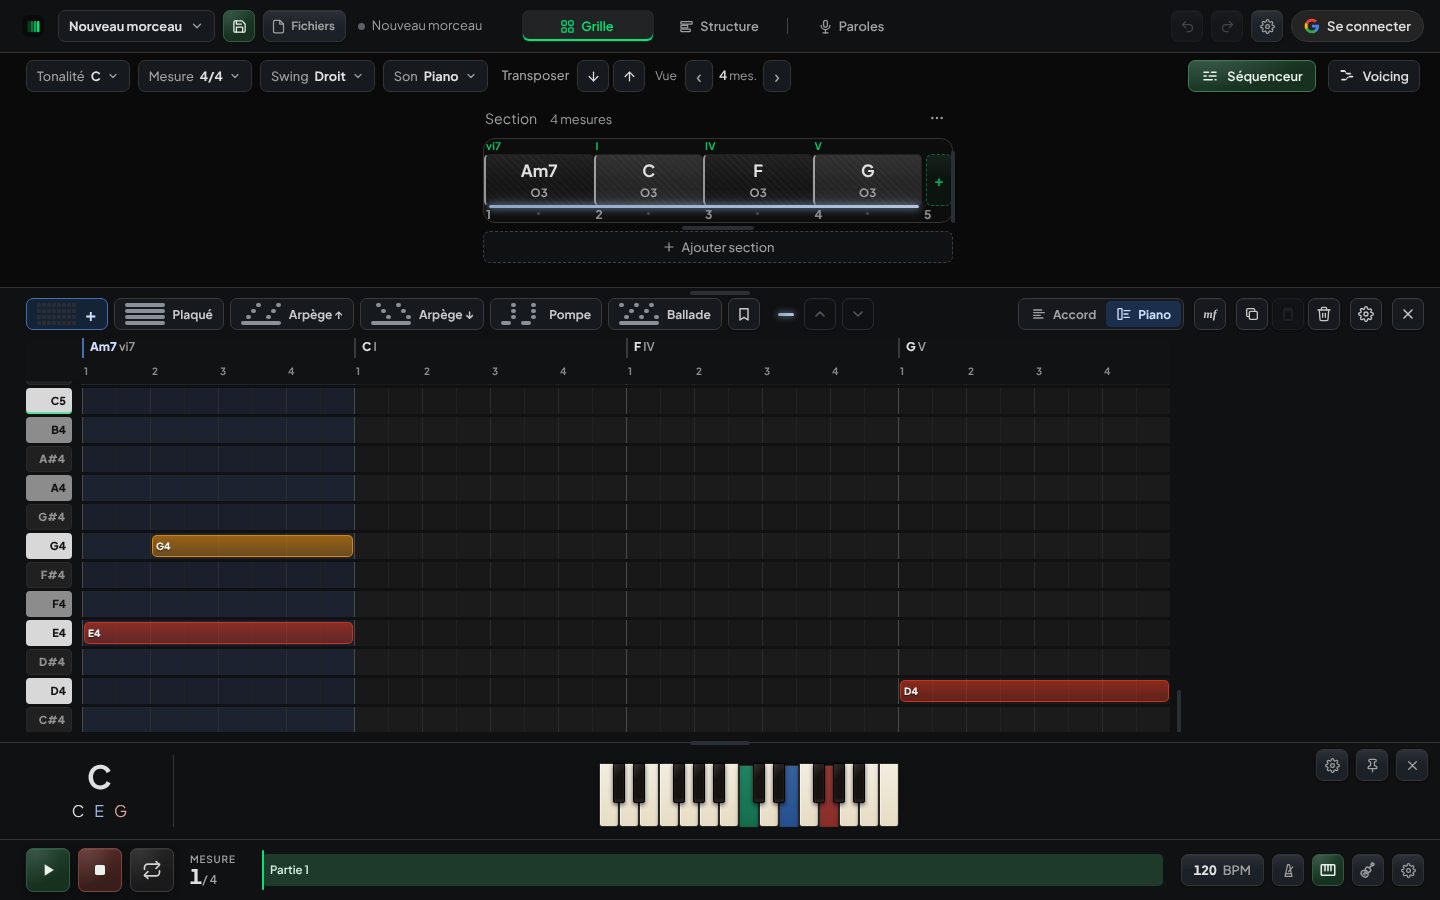 Nouveau morceau Fichiers Nouveau morceau Grille Structure Paroles Se connecter
Tonalité C Mesure 4/4 Swing Droit Son Piano Transposer Vue 4 mes. Séquenceur Voicing
Section 4 mesures ...
vi7 I IV V
Am7 C F G +
O3 O3 O3 O3
1 2 3 4 5
+ Ajouter section
+ Plaqué Arpège ↑ Arpège ↓ Pompe Ballade Accord Piano mf
Am7 vi7 C I F IV G V
1 2 3 4 1 2 3 4 1 2 3 4 1 2 3 4
C5
B4
A#4
A4
G#4
G4 G4
F#4
F4
E4 E4
D#4
D4 D4
C#4
C
C E G
MESURE
1/4
Partie 1
120 BPM